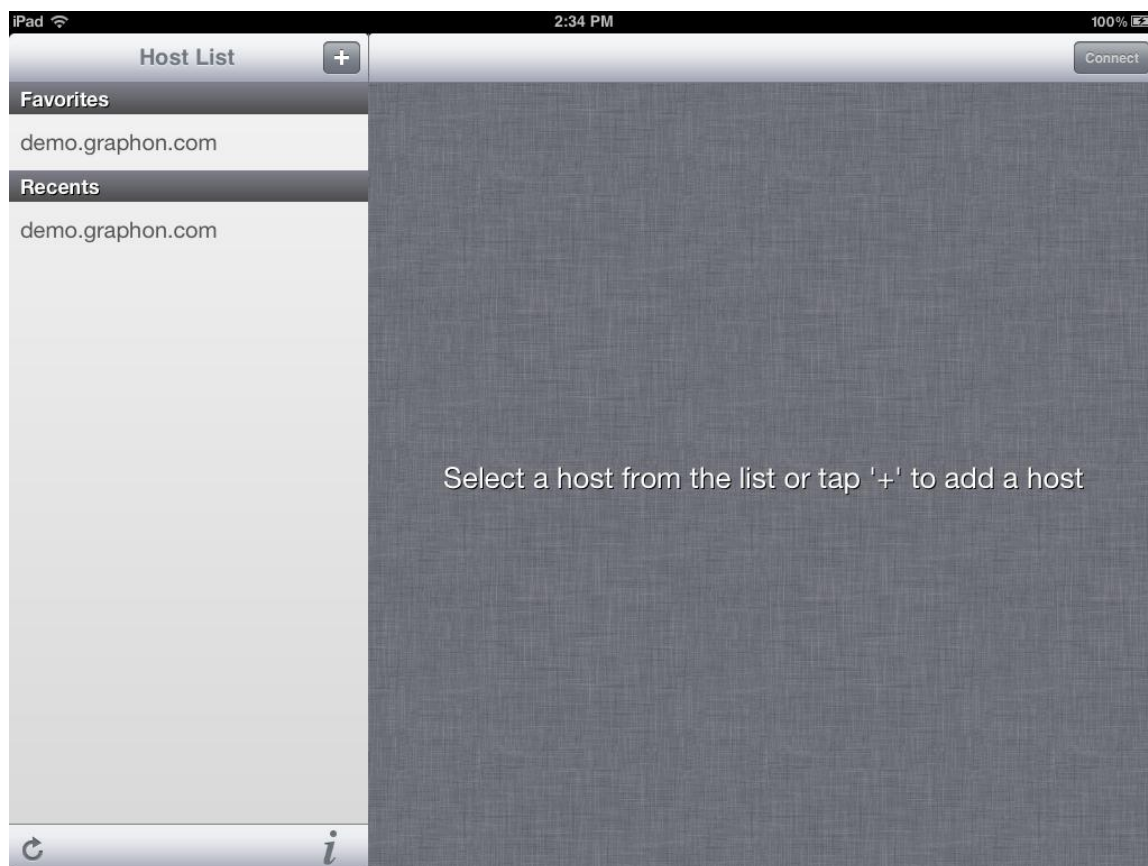 iPad 2:34 PM 100%
Host List + Connect
Favorites
demo.graphon.com
Recents
demo.graphon.com
Select a host from the list or tap '+' to add a host
i